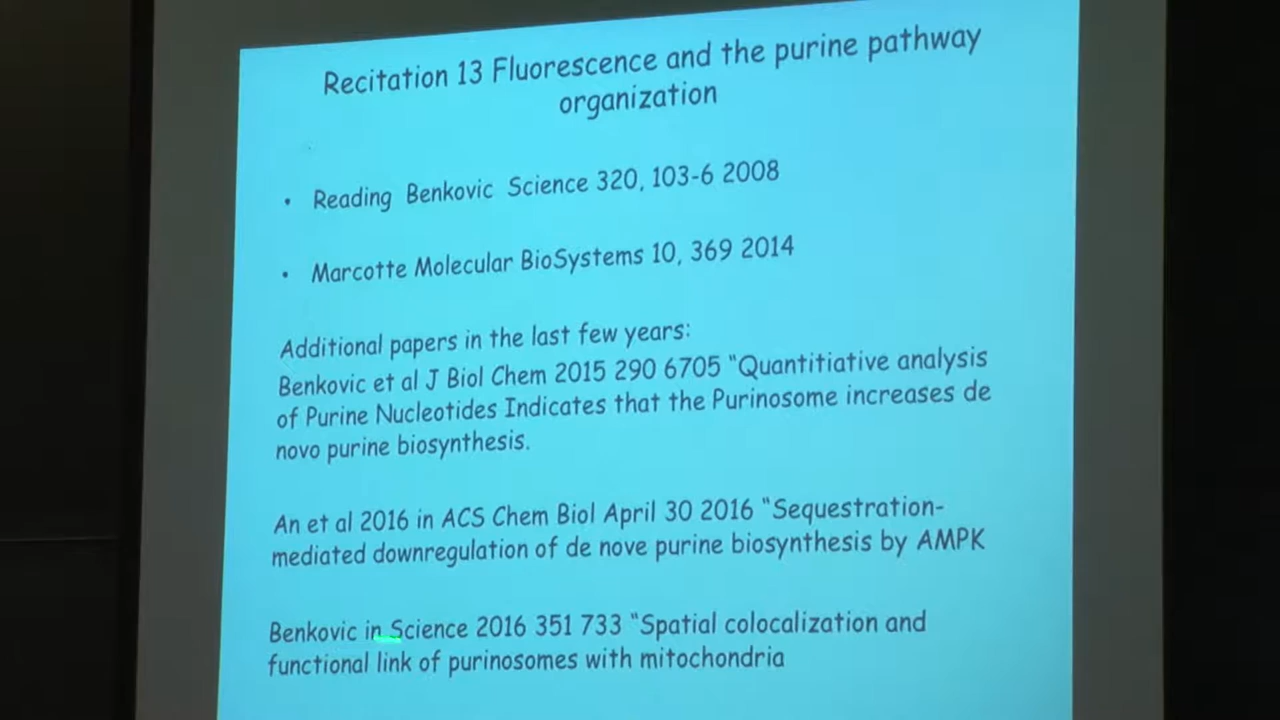 Recitation 13 Fluorescence and the purine pathway
organization
• Reading Benkovic Science 320, 103-6 2008
• Marcotte Molecular BioSystems 10, 369 2014
Additional papers in the last few years:
Benkovic et al J Biol Chem 2015 290 6705 “Quantitiative analysis
of Purine Nucleotides Indicates that the Purinosome increases de
novo purine biosynthesis.
An et al 2016 in ACS Chem Biol April 30 2016 “Sequestration-
mediated downregulation of de nove purine biosynthesis by AMPK
Benkovic in Science 2016 351 733 “Spatial colocalization and
functional link of purinosomes with mitochondria